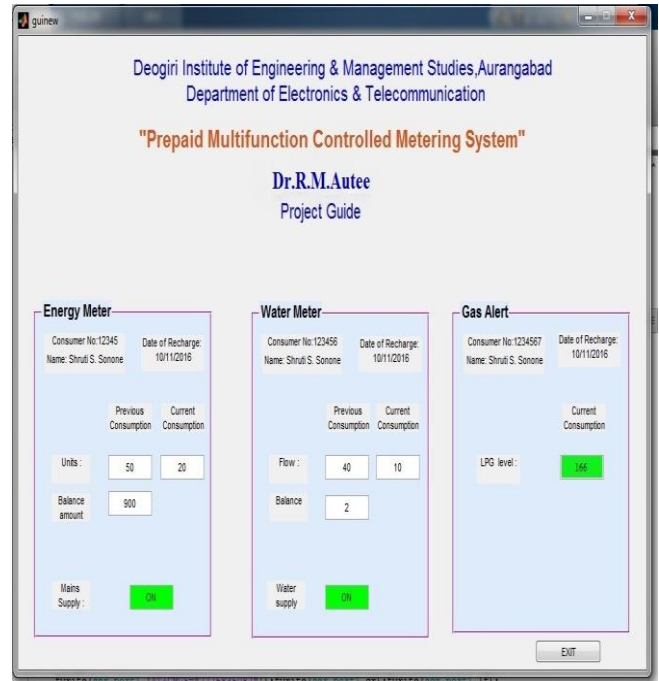 guinew
Deogiri Institute of Engineering & Management Studies,Aurangabad
Department of Electronics & Telecommunication
"Prepaid Multifunction Controlled Metering System"
Dr.R.M.Autee
Project Guide
Energy Meter
Consumer No:12345
Name: Shruti S. Sonone
Date of Recharge:
10/11/2016
Previous
Consumption
Current
Consumption
Units :
50
20
Balance
amount
900
Mains
Supply :
ON
Water Meter
Consumer No:123456
Name: Shruti S. Sonone
Date of Recharge:
10/11/2016
Previous
Consumption
Current
Consumption
Flow :
40
10
Balance
2
Water
supply
ON
Gas Alert
Consumer No:1234567
Name: Shruti S. Sonone
Date of Recharge:
10/11/2016
Current
Consumption
LPG level :
166
EXIT